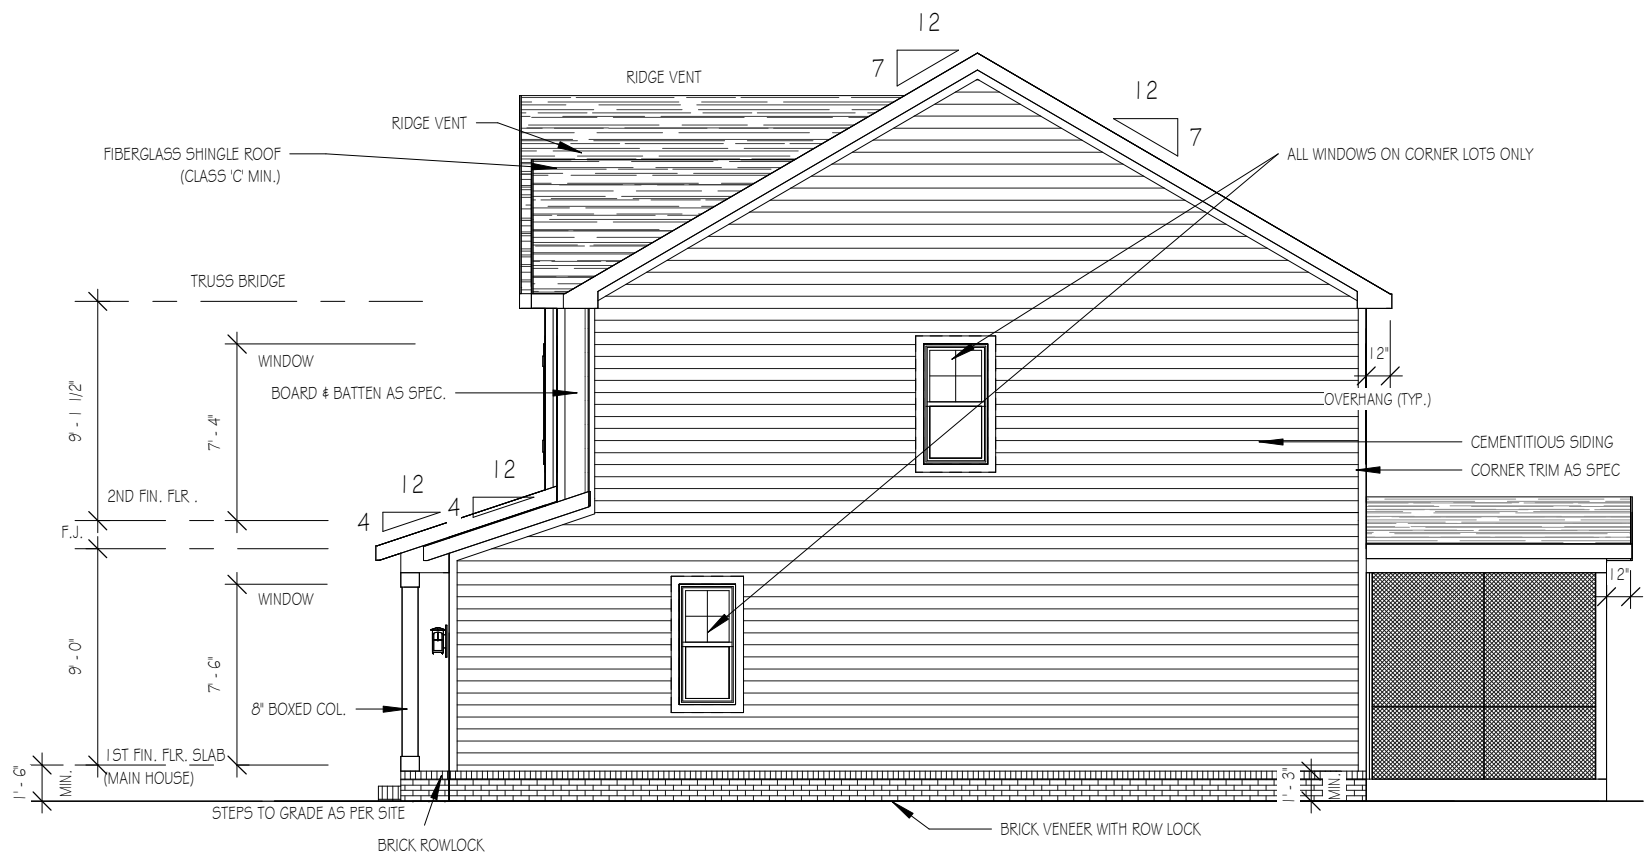 12
7
RIDGE VENT
12
7
RIDGE VENT
FIBERGLASS SHINGLE ROOF
(CLASS 'C' MIN.)
ALL WINDOWS ON CORNER LOTS ONLY
TRUSS BRIDGE
WINDOW
12"
BOARD & BATTEN AS SPEC.
OVERHANG (TYP.)
9' - 1 1/2"
7' - 4"
CEMENTITIOUS SIDING
CORNER TRIM AS SPEC
12
12
4
4
2ND FIN. FLR .
F.J.
12"
WINDOW
9' - 0"
7' - 6"
8" BOXED COL.
1ST FIN. FLR. SLAB
(MAIN HOUSE)
1' - 6"
MIN.
1' - 3"
MIN.
STEPS TO GRADE AS PER SITE
BRICK VENEER WITH ROW LOCK
BRICK ROWLOCK